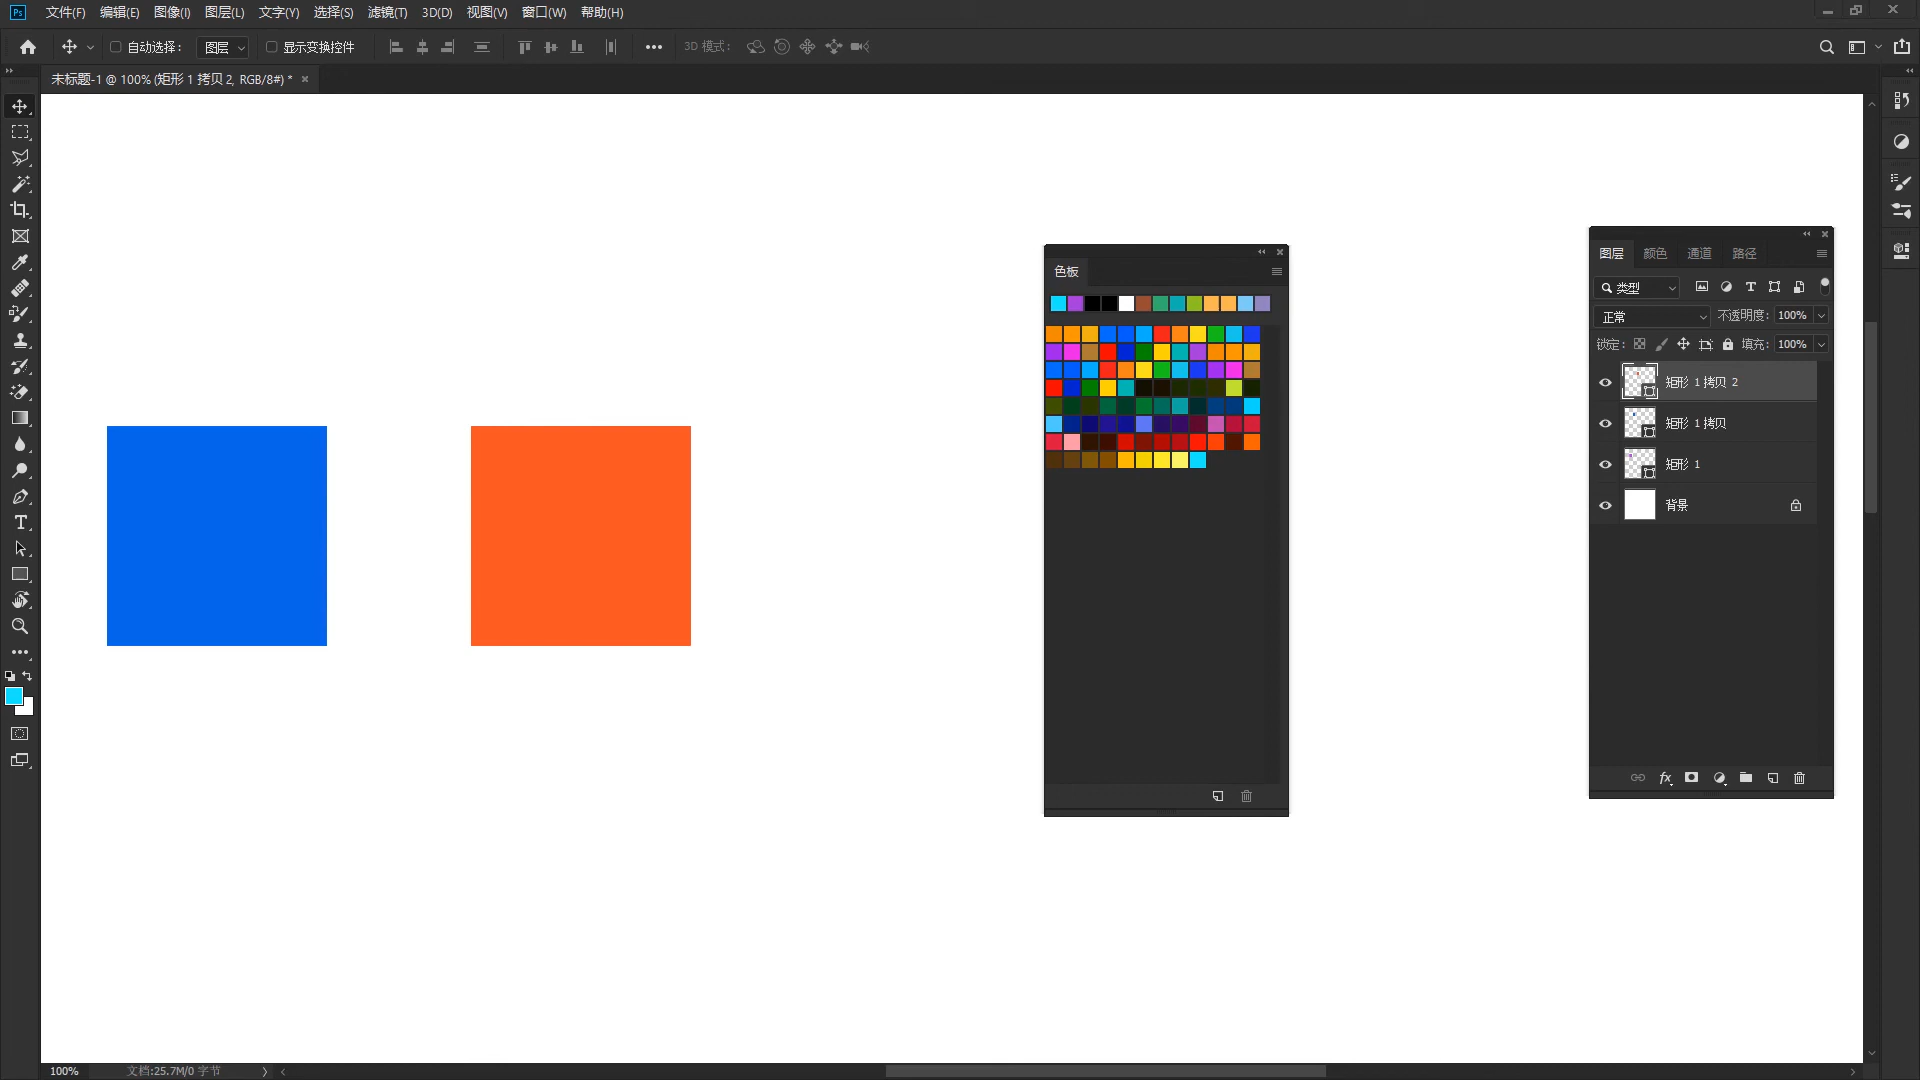 Ps 文件(F) 编辑(E) 图像(I) 图层(L) 文字(Y) 选择(S) 滤镜(T) 3D(D) 视图(V) 窗口(W) 帮助(H)
自动选择: 图层 显示变换控件 3D 模式:
未标题-1 @ 100% (矩形 1 拷贝 2, RGB/8#) *
色板
图层 颜色 通道 路径
类型
正常 不透明度: 100%
锁定: 填充: 100%
矩形 1 拷贝 2
矩形 1 拷贝
矩形 1
背景
fx
100% 文档:25.7M/0 字节